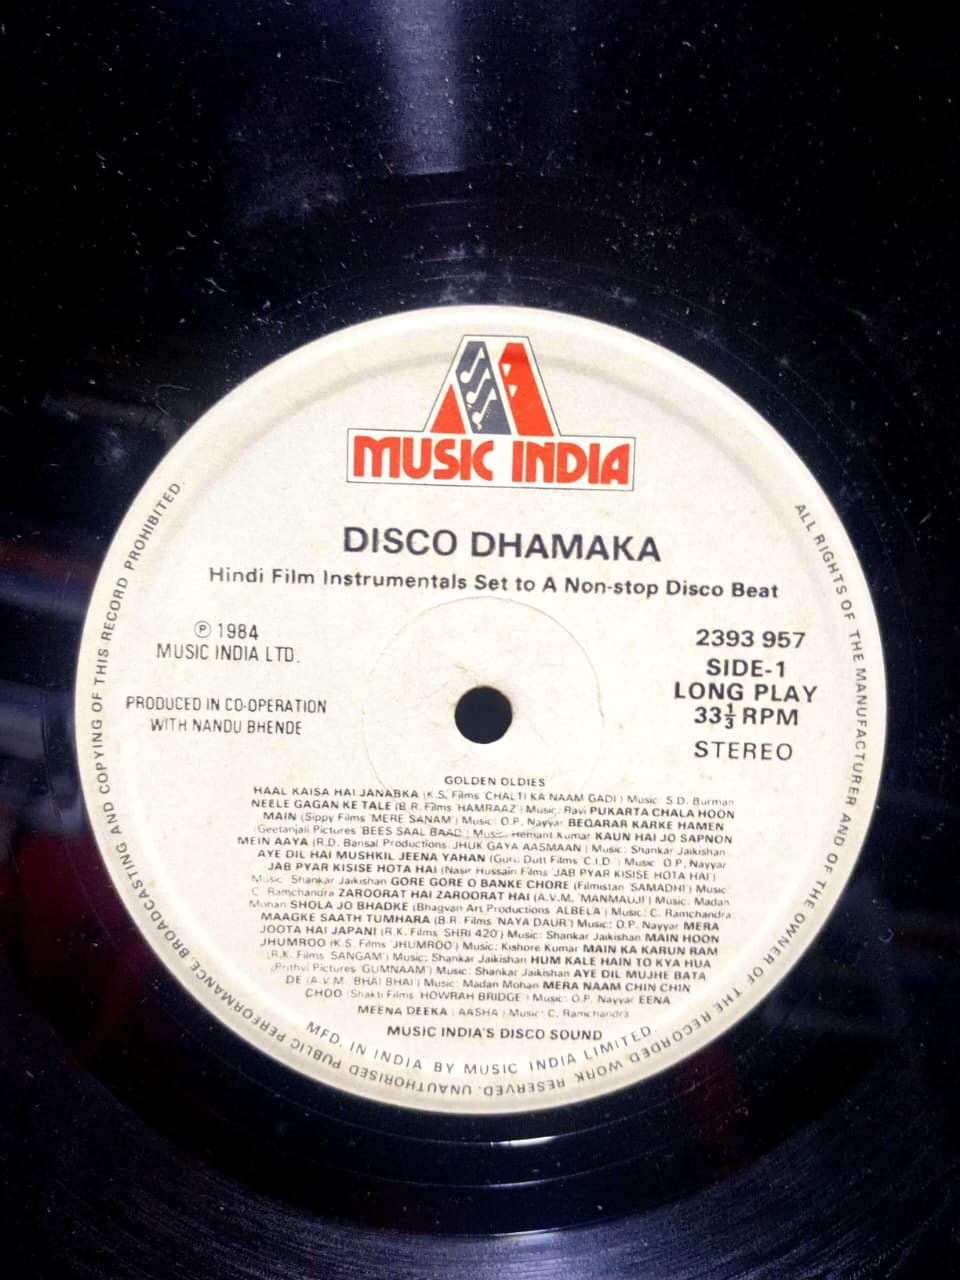 MUSIC INDIA
DISCO DHAMAKA
Hindi Film Instrumentals Set to A Non-stop Disco Beat
℗ 1984
MUSIC INDIA LTD.
PRODUCED IN CO-OPERATION
WITH NANDU BHENDE
2393 957
SIDE-1
LONG PLAY
33⅓ RPM
STEREO
GOLDEN OLDIES
HAAL KAISA HAI JANABKA (K.S. Films 'CHALTI KA NAAM GADI') Music: S.D. Burman
NEELE GAGAN KE TALE (B.R. Films 'HAMRAAZ') Music: Ravi PUKARTA CHALA HOON
MAIN (Sippy Films 'MERE SANAM') Music: O.P. Nayyar BEQARAR KARKE HAMEN
(Geetanjali Pictures 'BEES SAAL BAAD') Music: Hemant Kumar KAUN HAI JO SAPNON
MEIN AAYA (R.D. Bansal Productions 'JHUK GAYA AASMAAN') Music: Shankar Jaikishan
AYE DIL HAI MUSHKIL JEENA YAHAN (Guru Dutt Films 'C.I.D.') Music: O.P. Nayyar
JAB PYAR KISISE HOTA HAI (Nasir Hussain Films 'JAB PYAR KISISE HOTA HAI')
Music: Shankar Jaikishan GORE GORE O BANKE CHORE (Filmistan 'SAMADHI') Music:
C. Ramchandra ZAROORAT HAI ZAROORAT HAI (A.V.M. 'MANMAUJI') Music: Madan
Mohan SHOLA JO BHADKE (Bhagvan Art Productions 'ALBELA') Music: C. Ramchandra
MAAGKE SAATH TUMHARA (B.R. Films 'NAYA DAUR') Music: O.P. Nayyar MERA
JOOTA HAI JAPANI (R.K. Films 'SHRI 420') Music: Shankar Jaikishan MAIN HOON
JHUMROO (K.S. Films 'JHUMROO') Music: Kishore Kumar MAIN KA KARUN RAM
(R.K. Films 'SANGAM') Music: Shankar Jaikishan HUM KALE HAIN TO KYA HUA
(Prithvi Pictures 'GUMNAAM') Music: Shankar Jaikishan AYE DIL MUJHE BATA
DE (A.V.M. 'BHAI BHAI') Music: Madan Mohan MERA NAAM CHIN CHIN
CHOO (Shakti Films 'HOWRAH BRIDGE') Music: O.P. Nayyar EENA
MEENA DEEKA ('AASHA') Music: C. Ramchandra
MUSIC INDIA'S DISCO SOUND
MFD. IN INDIA BY MUSIC INDIA LIMITED.
ALL RIGHTS OF THE MANUFACTURER AND OF THE OWNER OF THE RECORDED WORK RESERVED. UNAUTHORISED PUBLIC PERFORMANCE BROADCASTING AND COPYING OF THIS RECORD PROHIBITED.